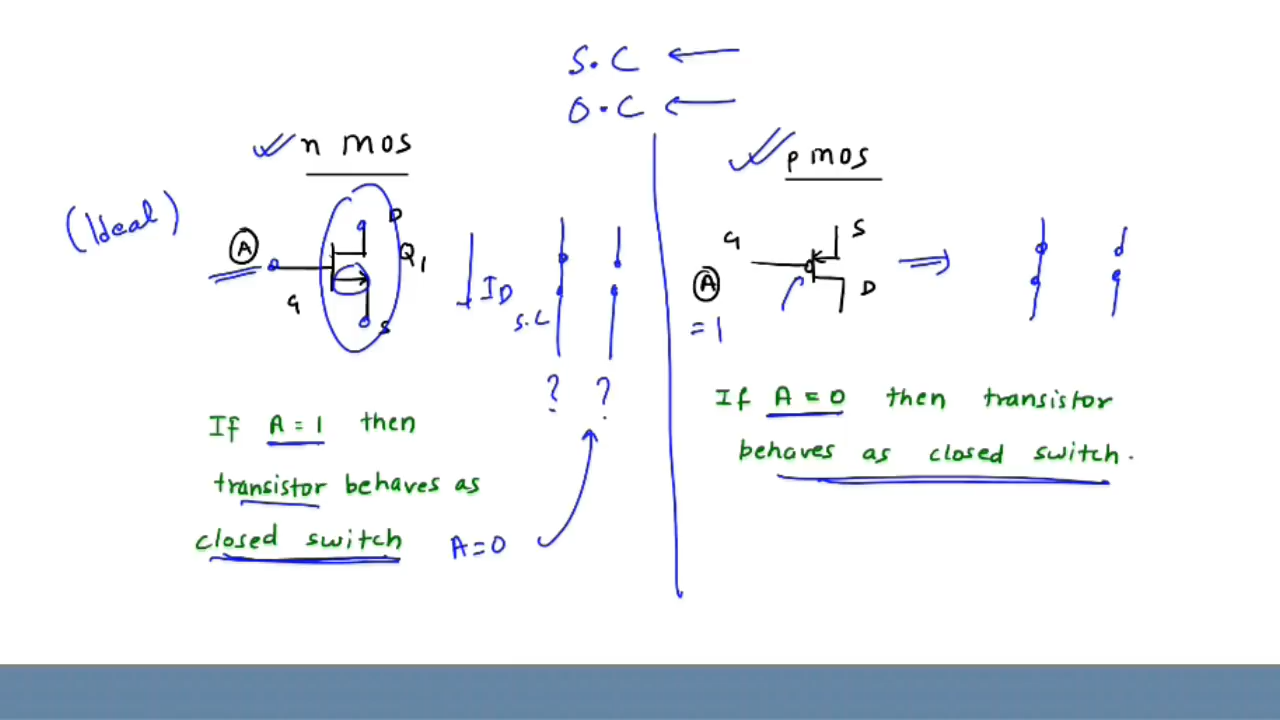 S.C
O.C
n mos
(Ideal)
A
D
Q1
G
S
ID
S.C
? ?
If A = 1 then
transistor behaves as
closed switch
A = 0
p mos
G
S
A
D
= 1
If A = 0 then transistor
behaves as closed switch.